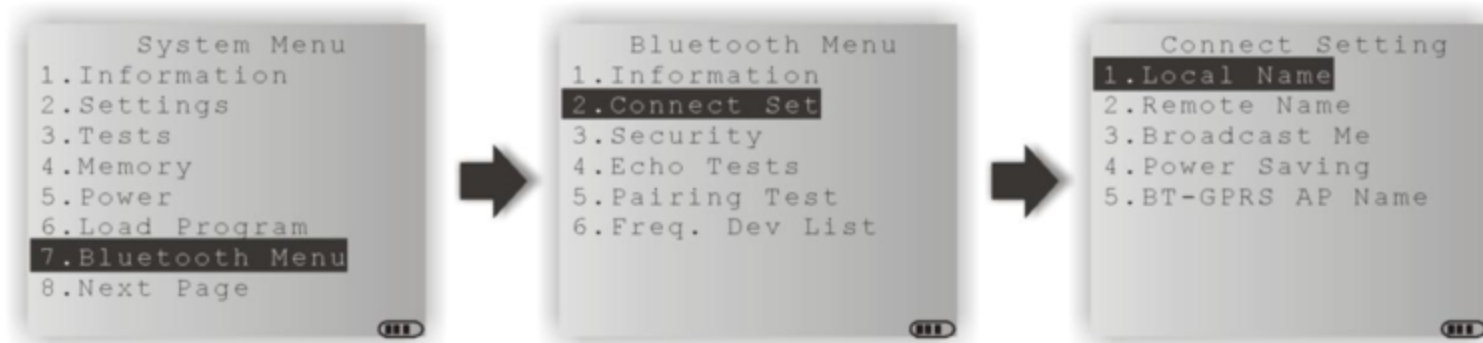 System Menu
1.Information
2.Settings
3.Tests
4.Memory
5.Power
6.Load Program
7.Bluetooth Menu
8.Next Page
Bluetooth Menu
1.Information
2.Connect Set
3.Security
4.Echo Tests
5.Pairing Test
6.Freq. Dev List
Connect Setting
1.Local Name
2.Remote Name
3.Broadcast Me
4.Power Saving
5.BT-GPRS AP Name